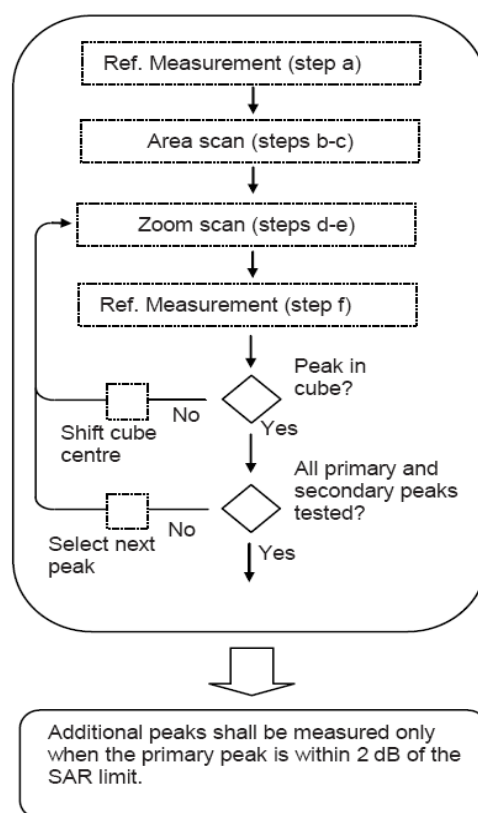 Ref. Measurement (step a)
Area scan (steps b-c)
Zoom scan (steps d-e)
Ref. Measurement (step f)
Peak in
cube?
No
Yes
Shift cube
centre
All primary and
secondary peaks
tested?
No
Yes
Select next
peak
Additional peaks shall be measured only
when the primary peak is within 2 dB of the
SAR limit.